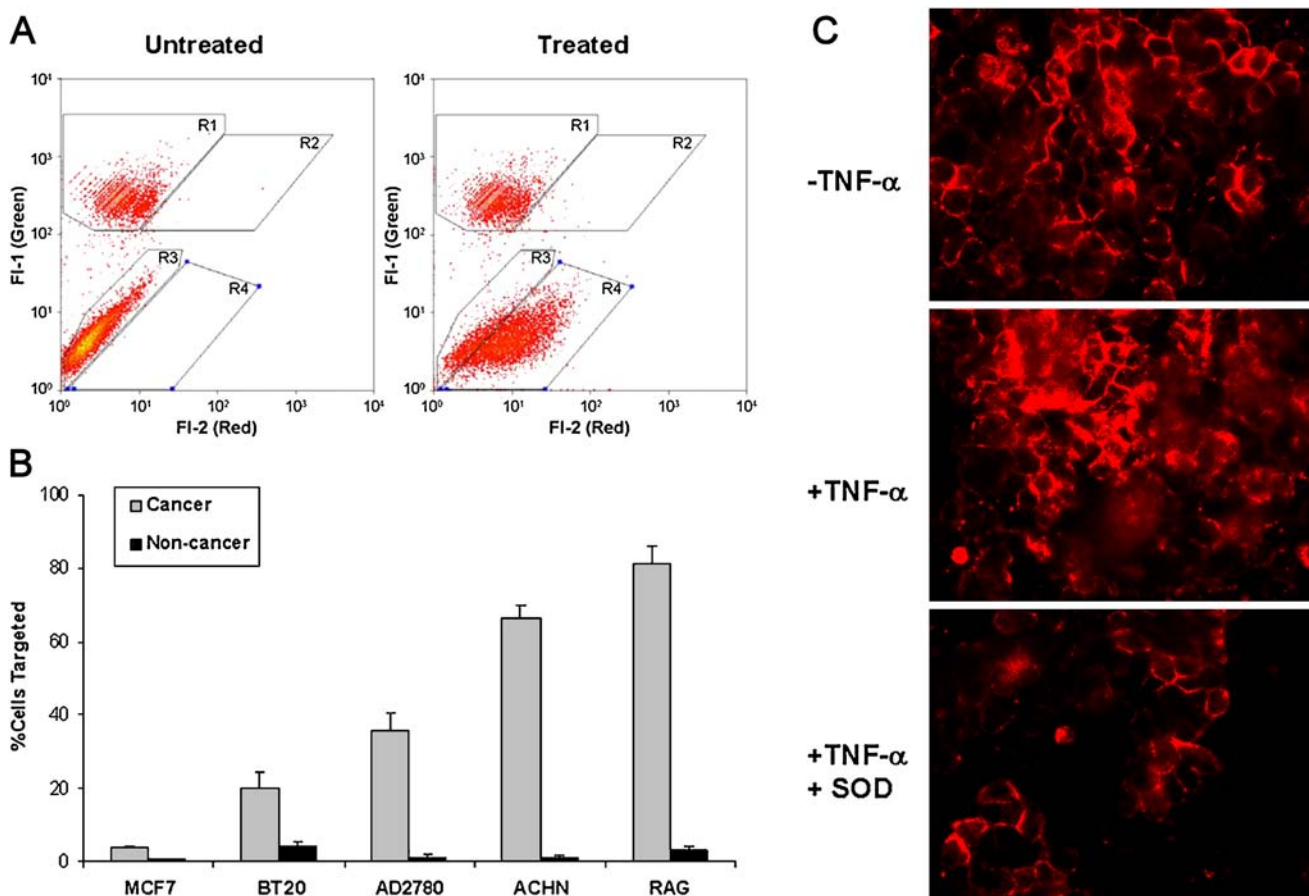 A
Untreated
Treated
10⁴
10³
10²
10¹
10⁰
Fl-1 (Green)
R1
R2
R3
R4
10⁰ 10¹ 10² 10³ 10⁴
Fl-2 (Red)
10⁴
10³
10²
10¹
10⁰
Fl-1 (Green)
R1
R2
R3
R4
10⁰ 10¹ 10² 10³ 10⁴
Fl-2 (Red)
B
Cancer
Non-cancer
100
80
60
40
20
0
%Cells Targeted
MCF7 BT20 AD2780 ACHN RAG
C
-TNF-α
+TNF-α
+TNF-α
+ SOD